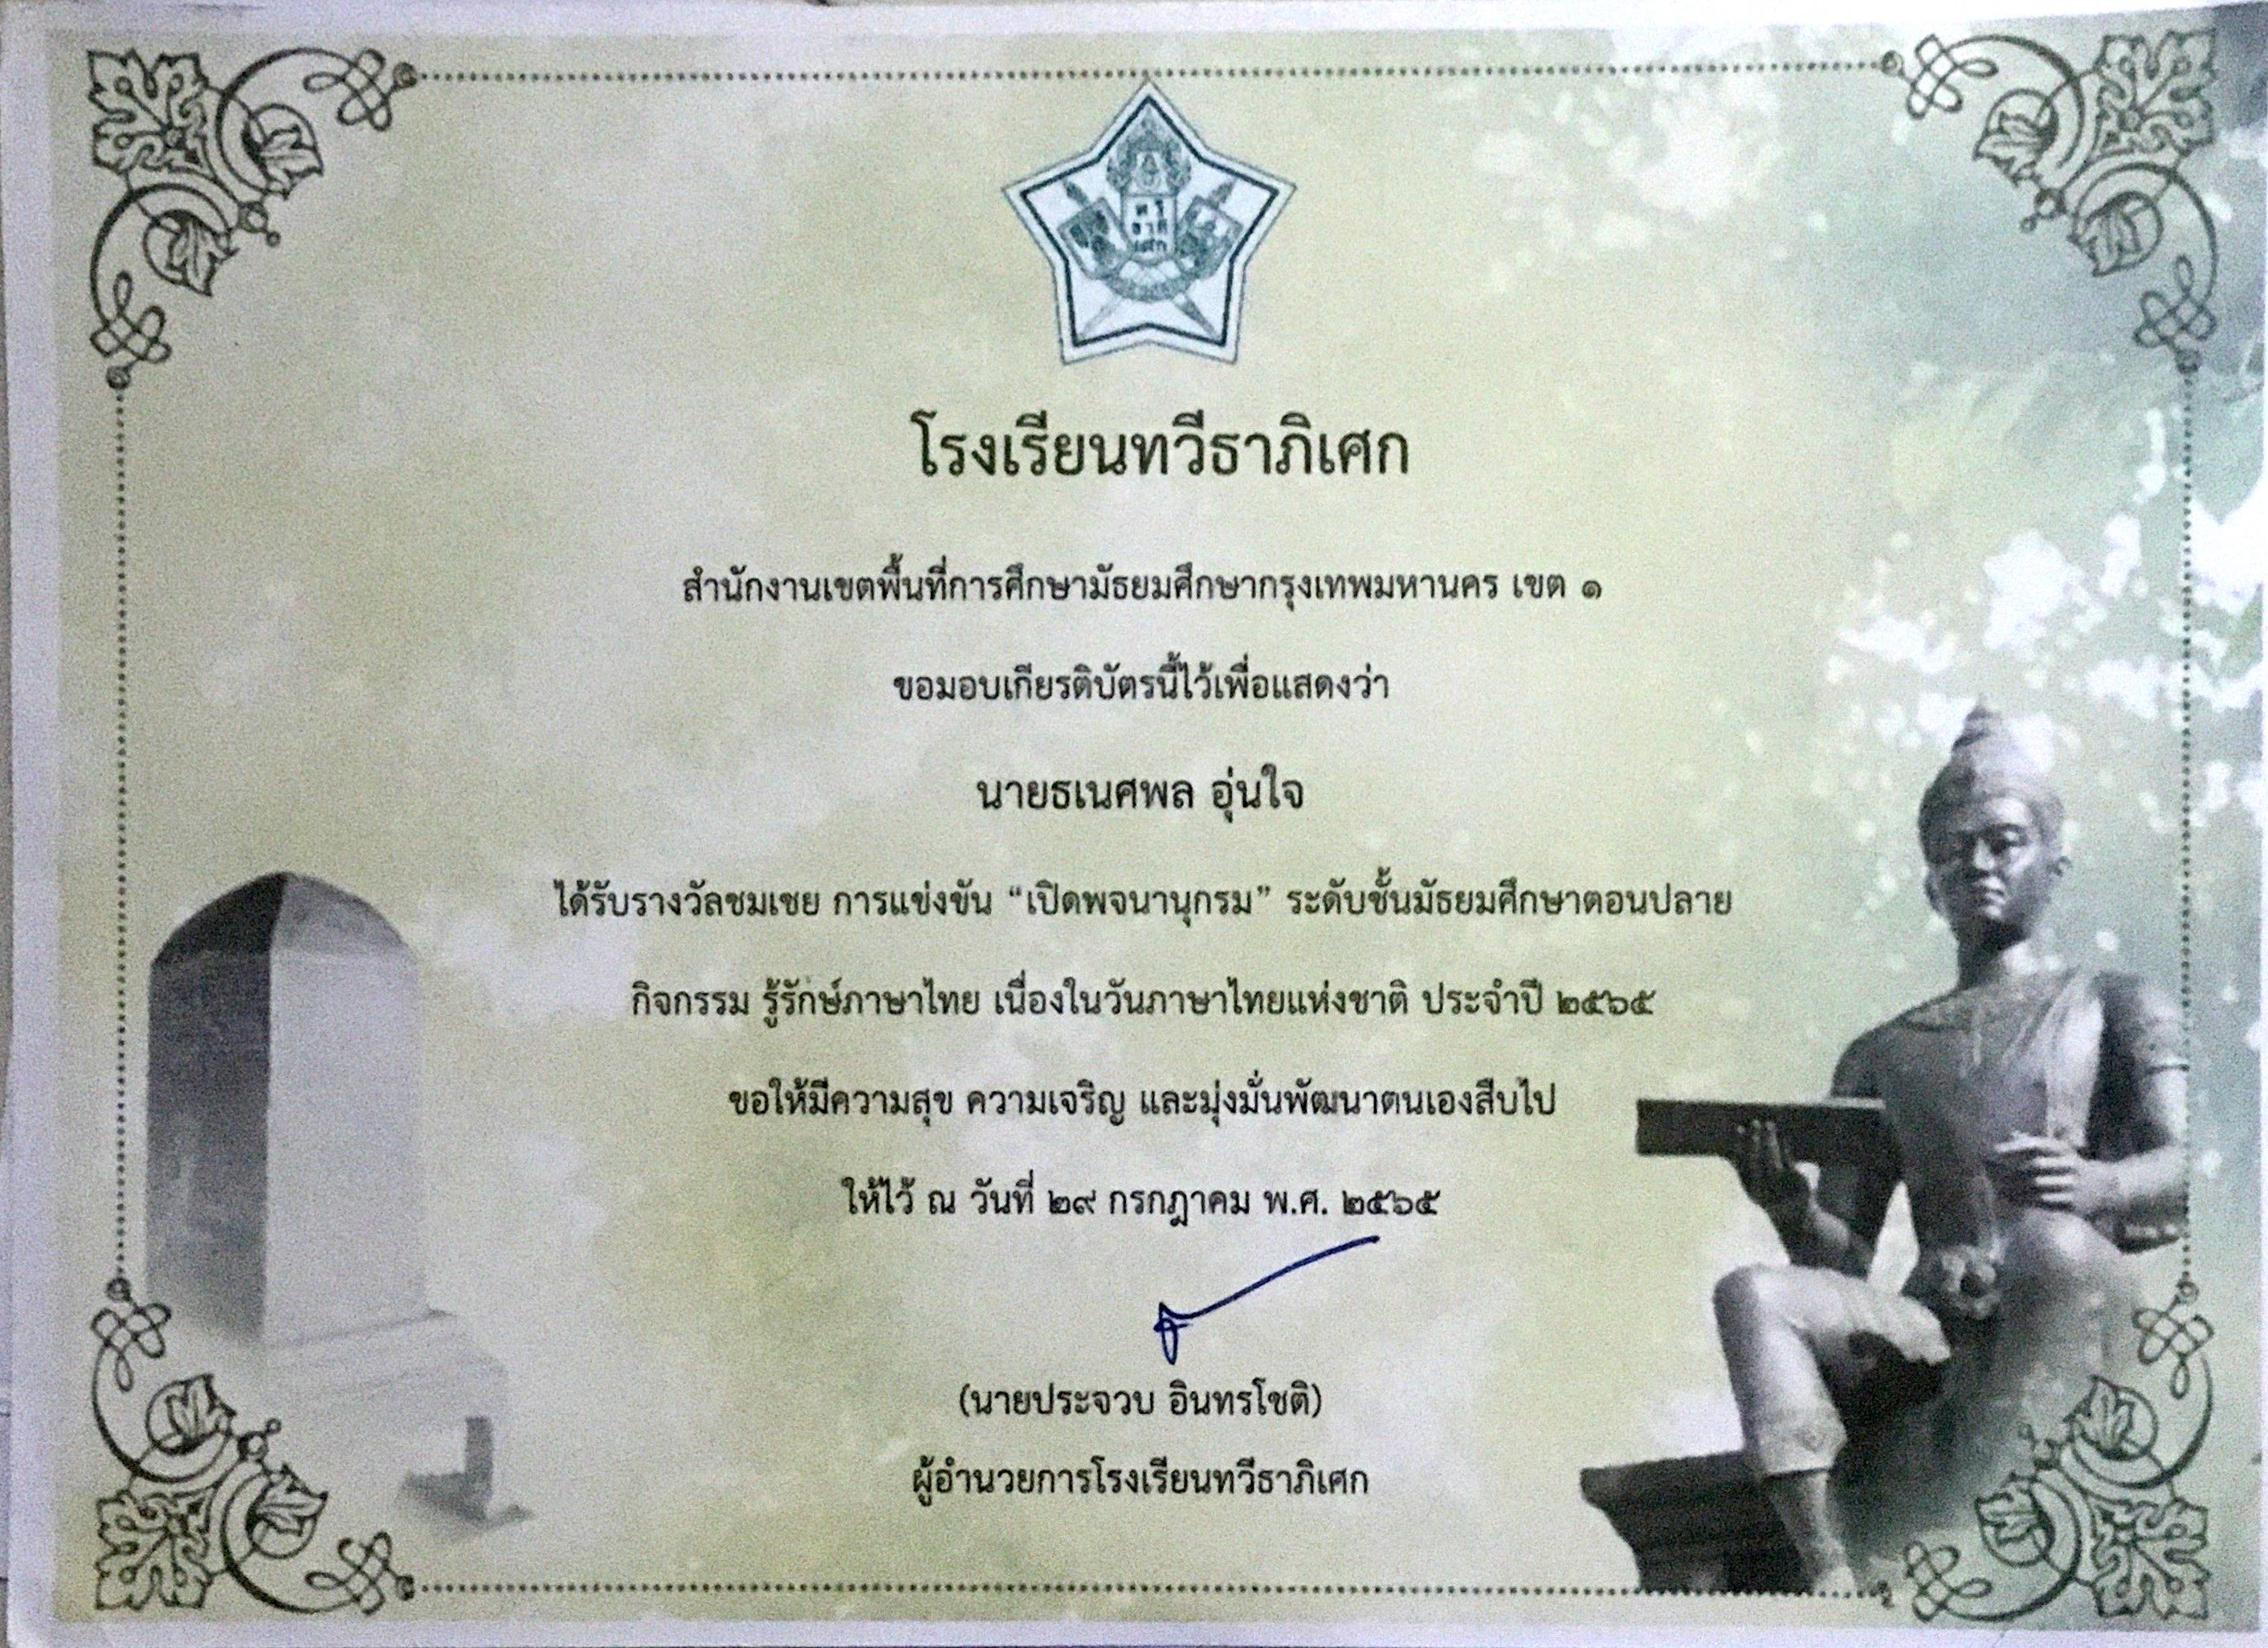 โรงเรียนทวีธาภิเศก
สำนักงานเขตพื้นที่การศึกษามัธยมศึกษากรุงเทพมหานคร เขต ๑
ขอมอบเกียรติบัตรนี้ไว้เพื่อแสดงว่า
นายธเนศพล อุ่นใจ
ได้รับรางวัลชมเชย การแข่งขัน “เปิดพจนานุกรม” ระดับชั้นมัธยมศึกษาตอนปลาย
กิจกรรม รู้รักษ์ภาษาไทย เนื่องในวันภาษาไทยแห่งชาติ ประจำปี ๒๕๖๕
ขอให้มีความสุข ความเจริญ และมุ่งมั่นพัฒนาตนเองสืบไป
ให้ไว้ ณ วันที่ ๒๙ กรกฎาคม พ.ศ. ๒๕๖๕
(นายประจวบ อินทรโชติ)
ผู้อำนวยการโรงเรียนทวีธาภิเศก